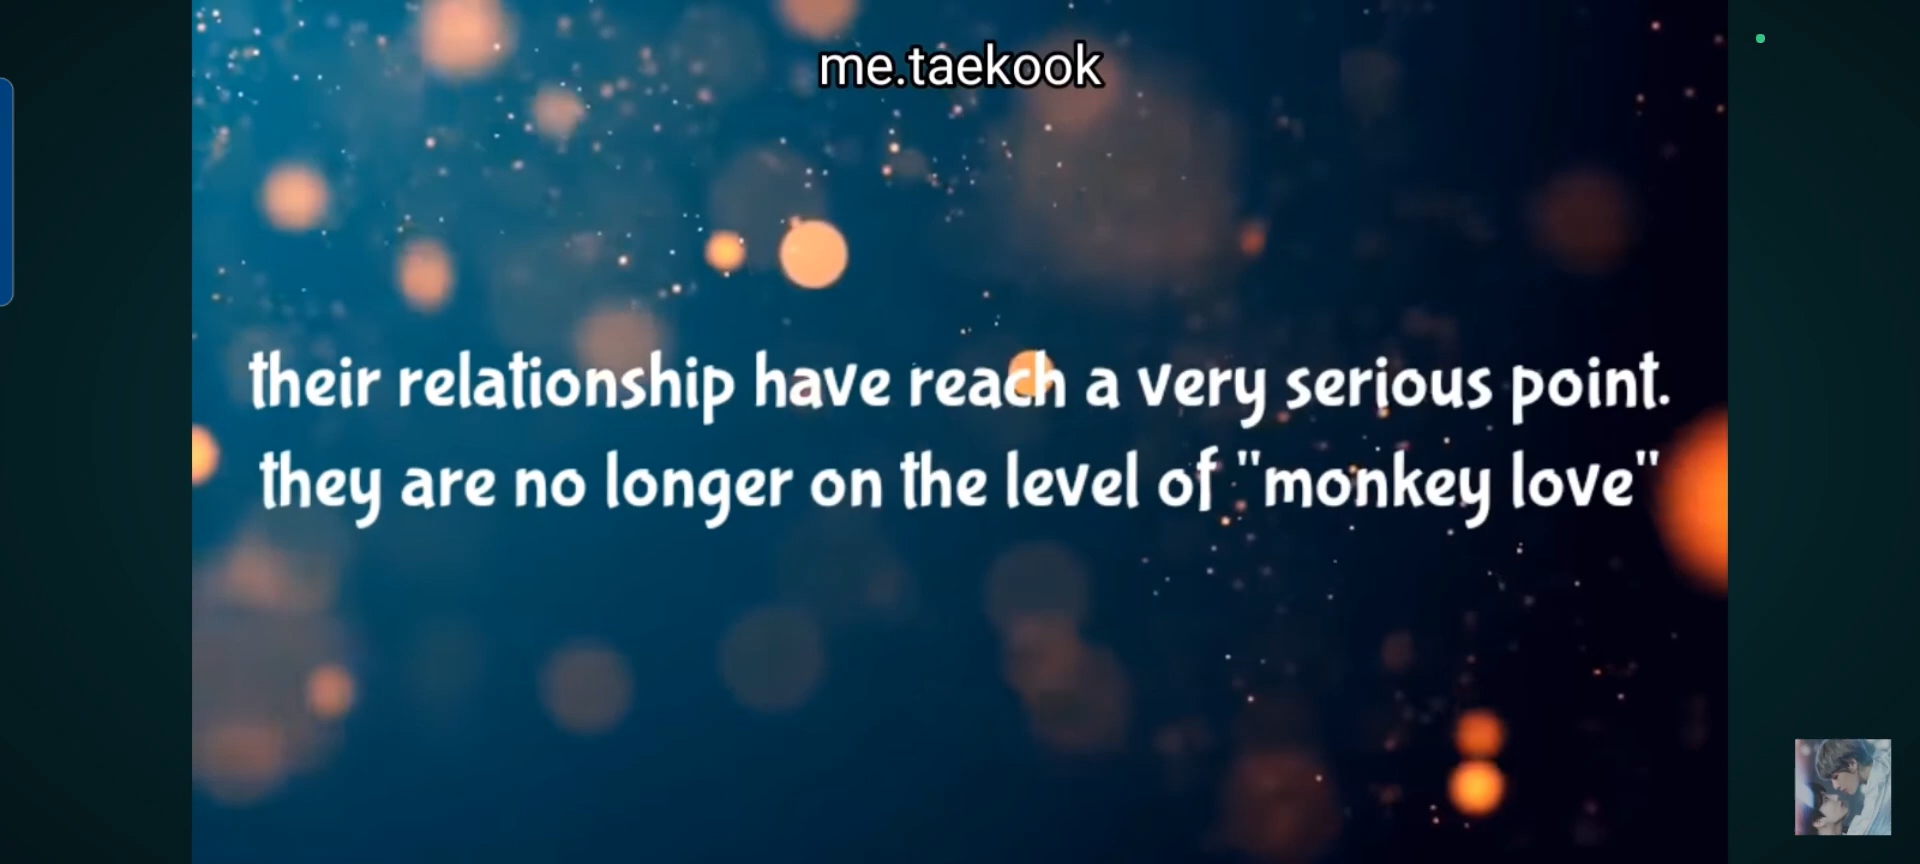 me.taekook
their relationship have reach a very serious point.
they are no longer on the level of "monkey love"